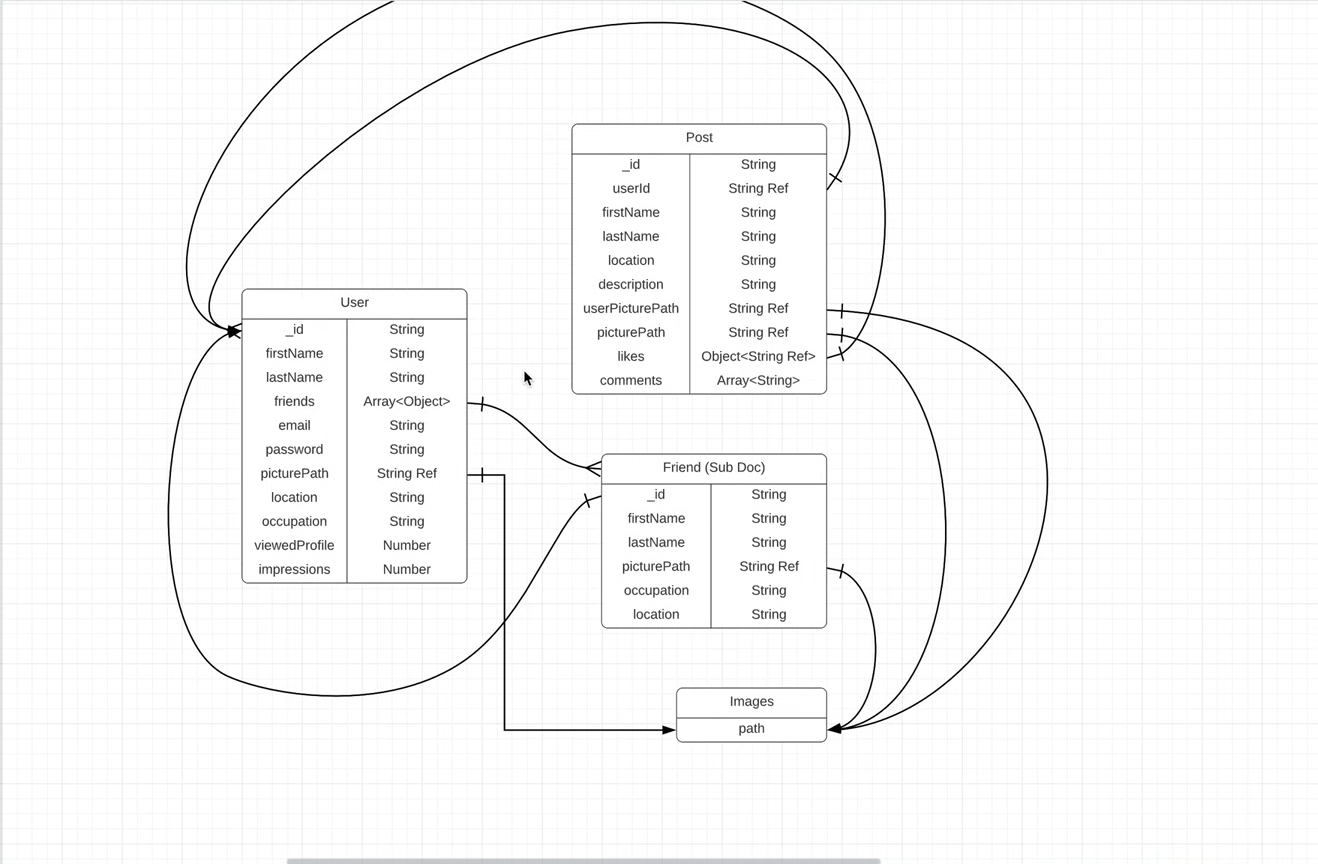 Post
_id String
userId String Ref
firstName String
lastName String
location String
description String
userPicturePath String Ref
picturePath String Ref
likes Object<String Ref>
comments Array<String>
User
_id String
firstName String
lastName String
friends Array<Object>
email String
password String
picturePath String Ref
location String
occupation String
viewedProfile Number
impressions Number
Friend (Sub Doc)
_id String
firstName String
lastName String
picturePath String Ref
occupation String
location String
Images
path